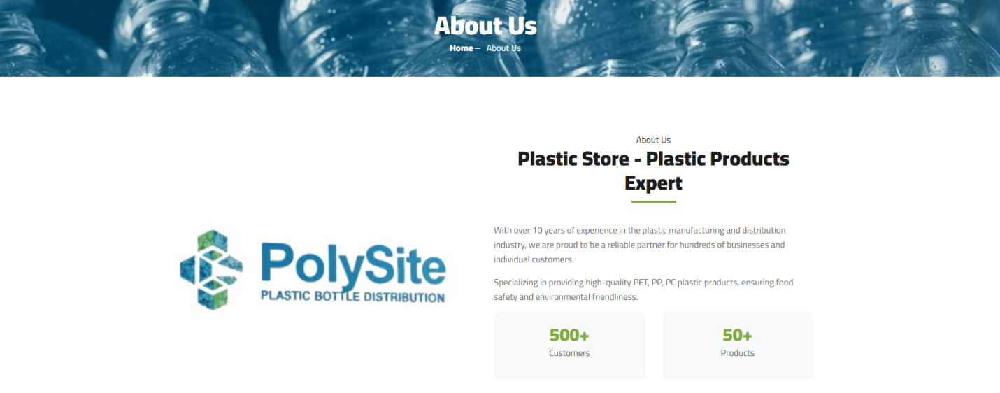 About Us
Home – About Us
About Us
Plastic Store - Plastic Products
Expert
PolySite
PLASTIC BOTTLE DISTRIBUTION
With over 10 years of experience in the plastic manufacturing and distribution
industry, we are proud to be a reliable partner for hundreds of businesses and
individual customers.
Specializing in providing high-quality PET, PP, PC plastic products, ensuring food
safety and environmental friendliness.
500+
Customers
50+
Products